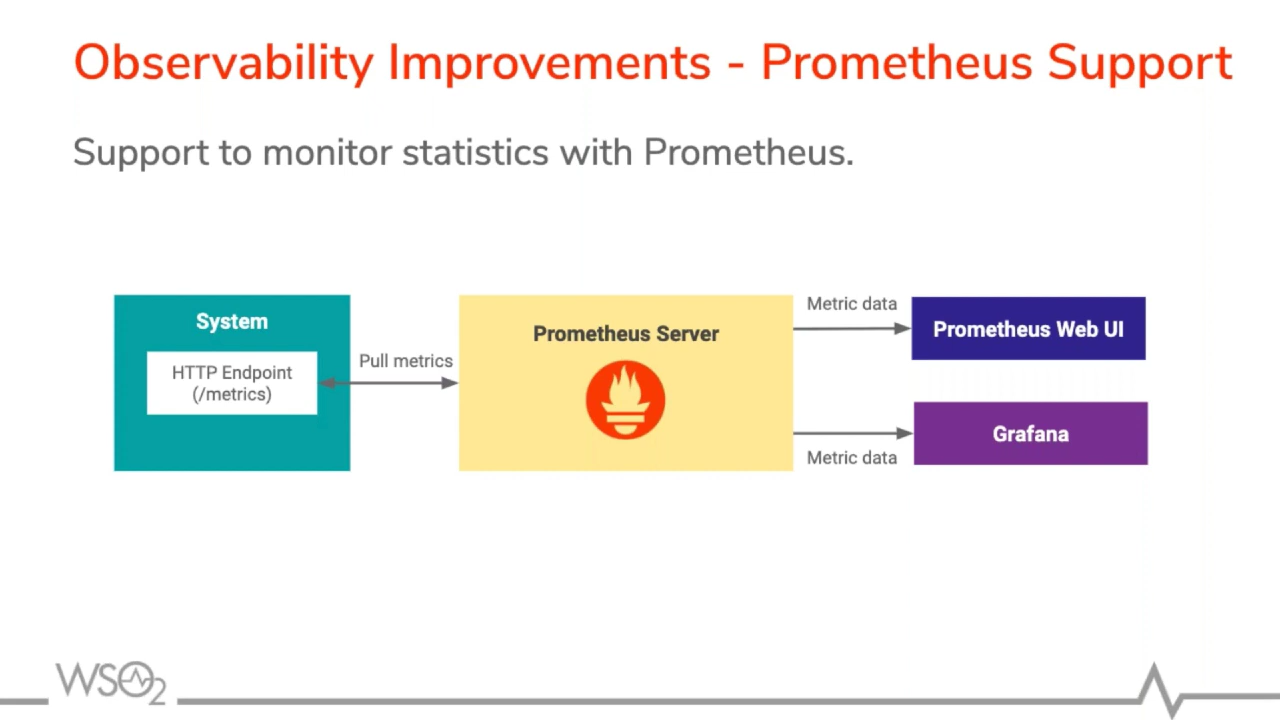 Observability Improvements - Prometheus Support
Support to monitor statistics with Prometheus.
System
HTTP Endpoint
(/metrics)
Pull metrics
Prometheus Server
Metric data
Prometheus Web UI
Grafana
Metric data
WSO2